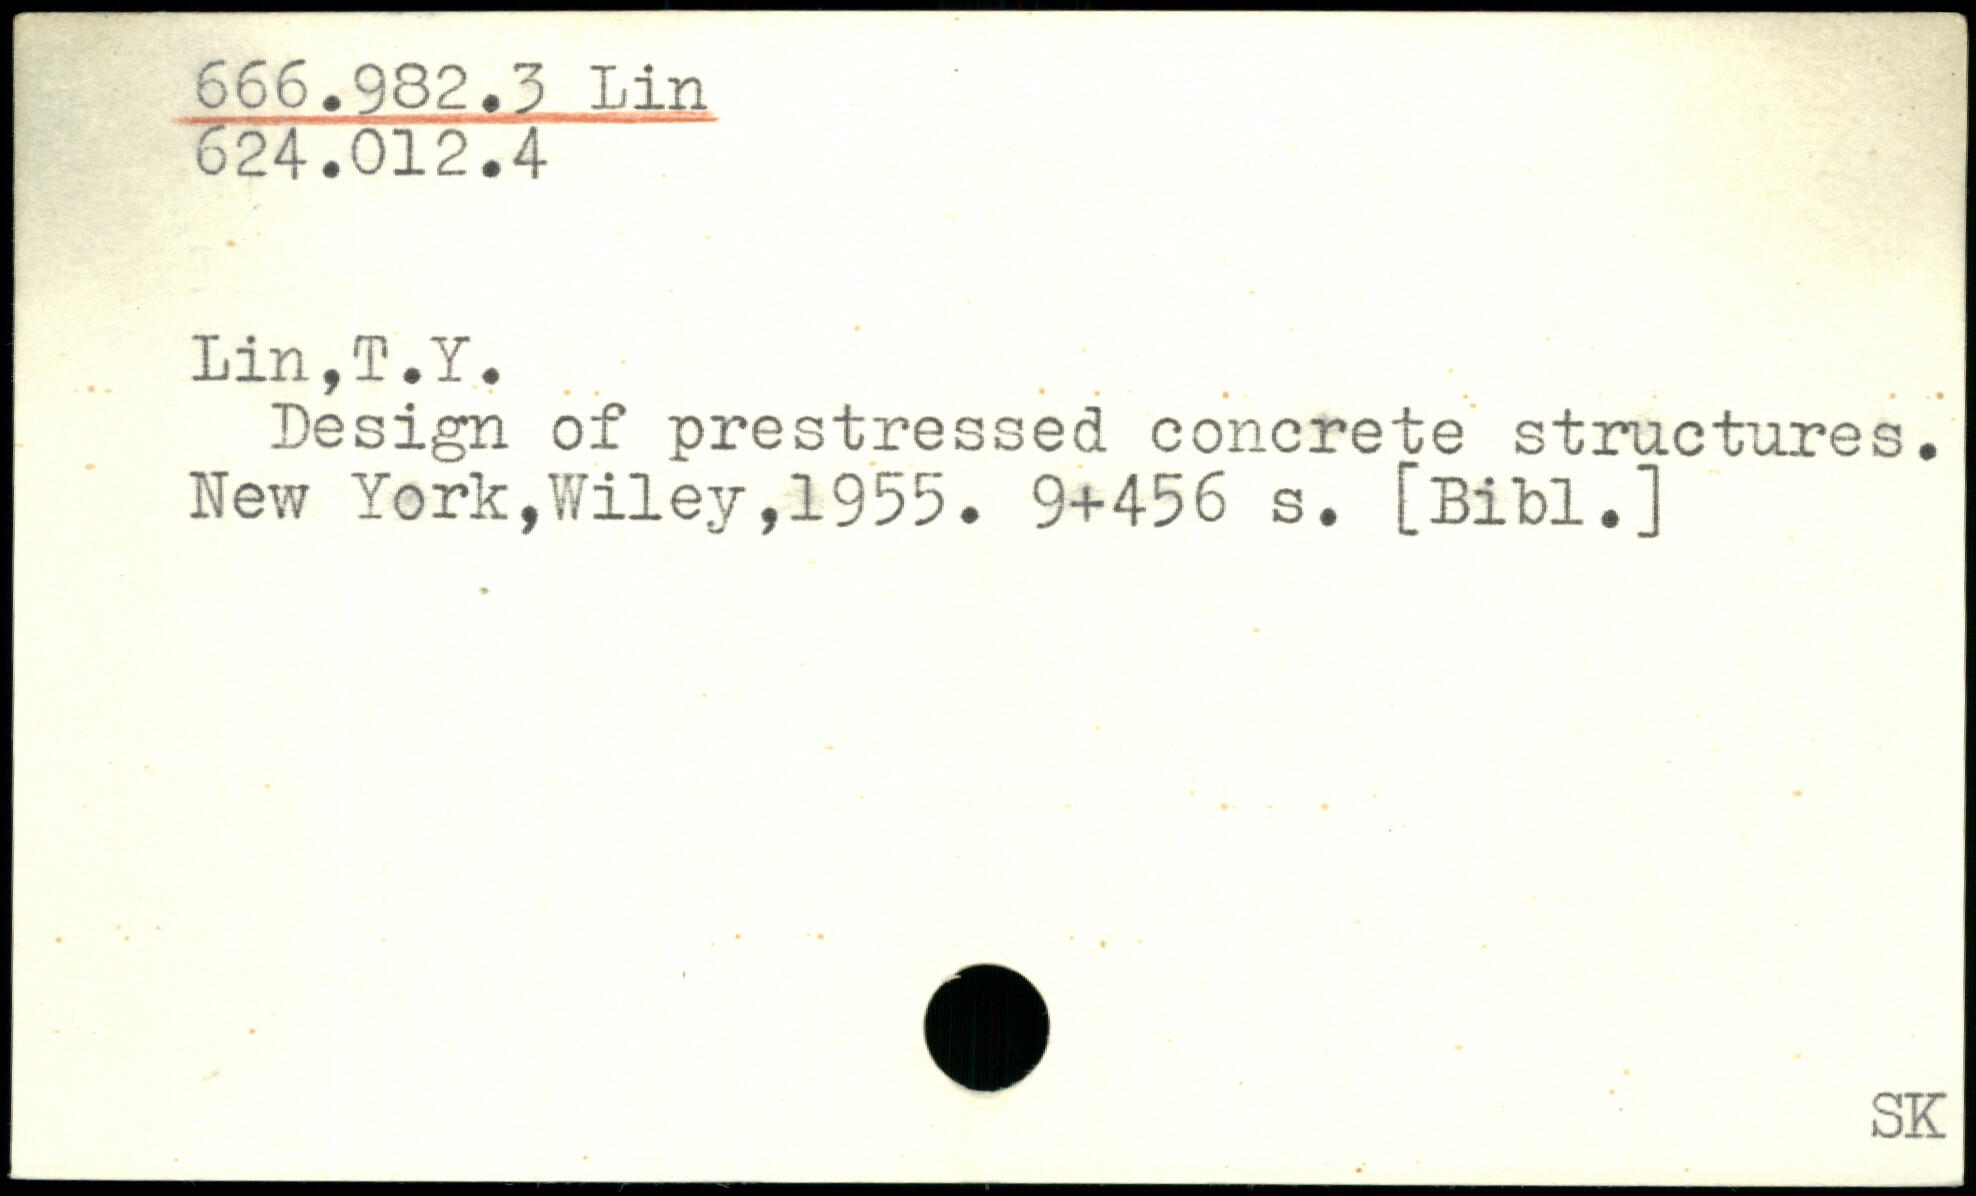 666.982.3 Lin
624.012.4
Lin,T.Y.
Design of prestressed concrete structures.
New York,Wiley,1955. 9+456 s. [Bibl.]
SK